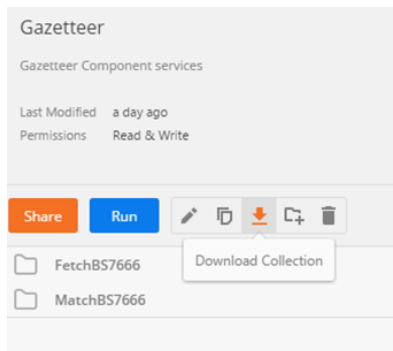 Gazetteer
Gazetteer Component services
Last Modified a day ago
Permissions Read & Write
Share Run
Download Collection
FetchBS7666
MatchBS7666